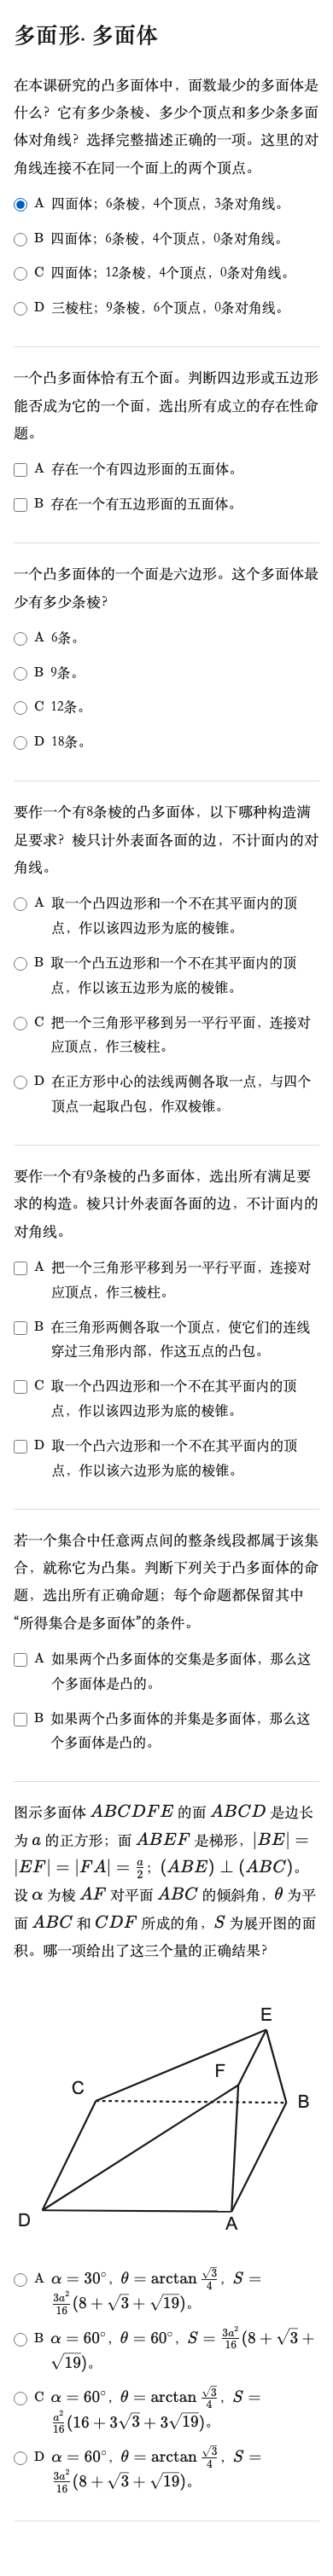 多面形. 多面体
在本课研究的凸多面体中，面数最少的多面体是
什么？它有多少条棱、多少个顶点和多少条多面
体对角线？选择完整描述正确的一项。这里的对
角线连接不在同一个面上的两个顶点。
A 四面体；6条棱，4个顶点，3条对角线。
B 四面体；6条棱，4个顶点，0条对角线。
C 四面体；12条棱，4个顶点，0条对角线。
D 三棱柱；9条棱，6个顶点，0条对角线。
一个凸多面体恰有五个面。判断四边形或五边形
能否成为它的一个面，选出所有成立的存在性命
题。
A 存在一个有四边形面的五面体。
B 存在一个有五边形面的五面体。
一个凸多面体的一个面是六边形。这个多面体最
少有多少条棱？
A 6条。
B 9条。
C 12条。
D 18条。
要作一个有8条棱的凸多面体，以下哪种构造满
足要求？棱只计外表面各面的边，不计面内的对
角线。
A 取一个凸四边形和一个不在其平面内的顶
点，作以该四边形为底的棱锥。
B 取一个凸五边形和一个不在其平面内的顶
点，作以该五边形为底的棱锥。
C 把一个三角形平移到另一平行平面，连接对
应顶点，作三棱柱。
D 在正方形中心的法线两侧各取一点，与四个
顶点一起取凸包，作双棱锥。
要作一个有9条棱的凸多面体，选出所有满足要
求的构造。棱只计外表面各面的边，不计面内的
对角线。
A 把一个三角形平移到另一平行平面，连接对
应顶点，作三棱柱。
B 在三角形两侧各取一个顶点，使它们的连线
穿过三角形内部，作这五点的凸包。
C 取一个凸四边形和一个不在其平面内的顶
点，作以该四边形为底的棱锥。
D 取一个凸六边形和一个不在其平面内的顶
点，作以该六边形为底的棱锥。
若一个集合中任意两点间的整条线段都属于该集
合，就称它为凸集。判断下列关于凸多面体的命
题，选出所有正确命题；每个命题都保留其中
“所得集合是多面体”的条件。
A 如果两个凸多面体的交集是多面体，那么这
个多面体是凸的。
B 如果两个凸多面体的并集是多面体，那么这
个多面体是凸的。
图示多面体 ABCDFE 的面 ABCD 是边长
为 a 的正方形；面 ABEF 是梯形，|BE| =
|EF| = |FA| = a/2；(ABE) ⊥ (ABC)。
设 α 为棱 AF 对平面 ABC 的倾斜角，θ 为平
面 ABC 和 CDF 所成的角，S 为展开图的面
积。哪一项给出了这三个量的正确结果？
E
F
C
B
D
A
A α = 30°，θ = arctan √3/4，S =
3a²/16 (8 + √3 + √19)。
B α = 60°，θ = 60°，S = 3a²/16 (8 + √3 +
√19)。
C α = 60°，θ = arctan √3/4，S =
a²/16 (16 + 3√3 + 3√19)。
D α = 60°，θ = arctan √3/4，S =
3a²/16 (8 + √3 + √19)。